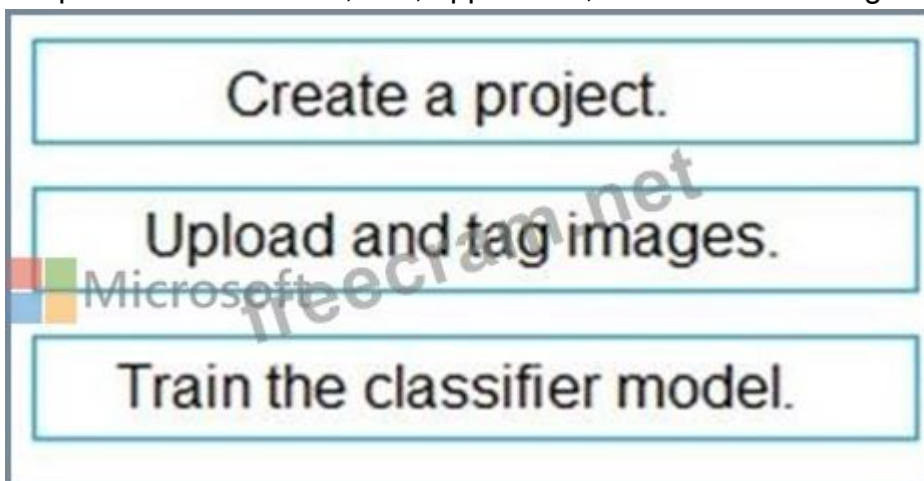 Create a project.
Upload and tag images.
Microsoft
freecram.net
Train the classifier model.